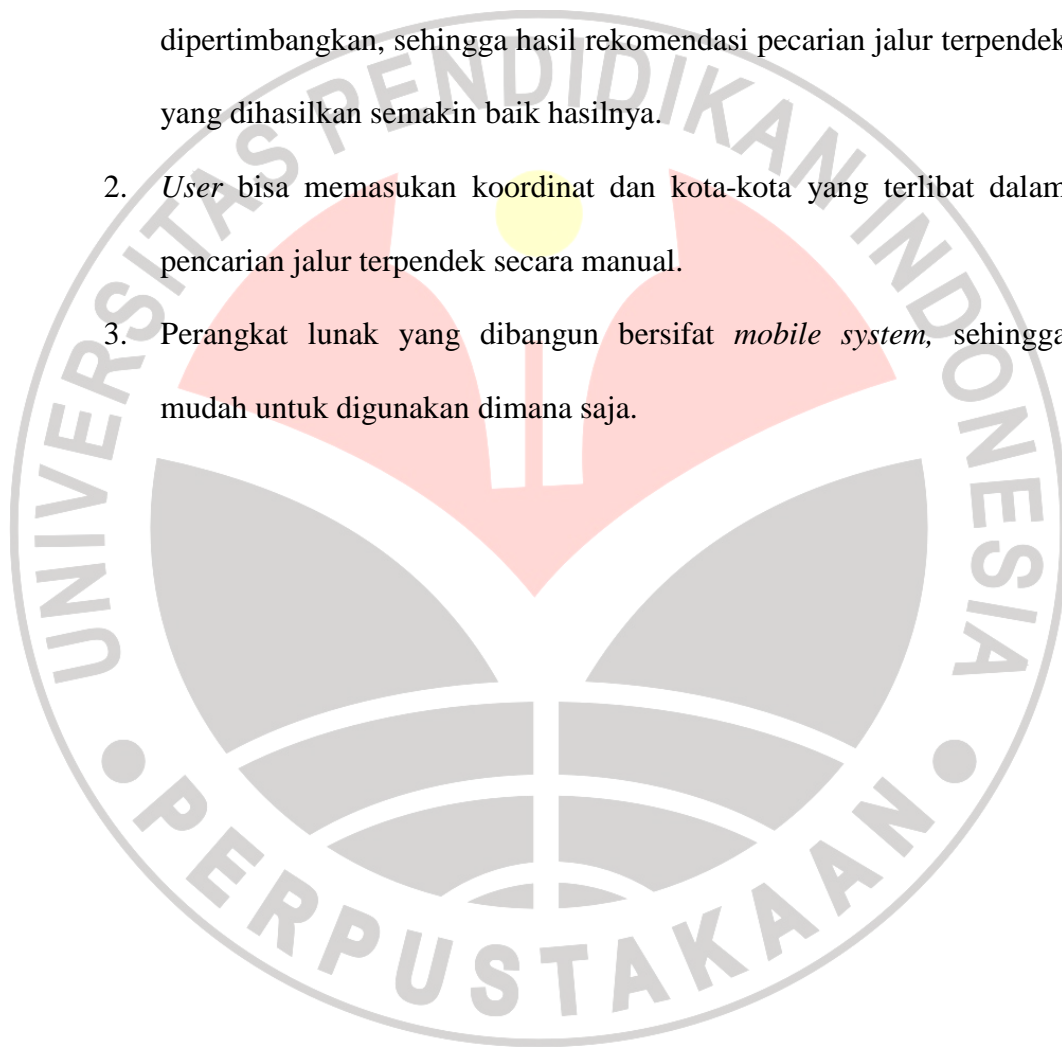 dipertimbangkan, sehingga hasil rekomendasi pecarian jalur terpendek
yang dihasilkan semakin baik hasilnya.
2. User bisa memasukan koordinat dan kota-kota yang terlibat dalam
pencarian jalur terpendek secara manual.
3. Perangkat lunak yang dibangun bersifat mobile system, sehingga
mudah untuk digunakan dimana saja.
UNIVERSITAS PENDIDIKAN INDONESIA
PERPUSTAKAAN